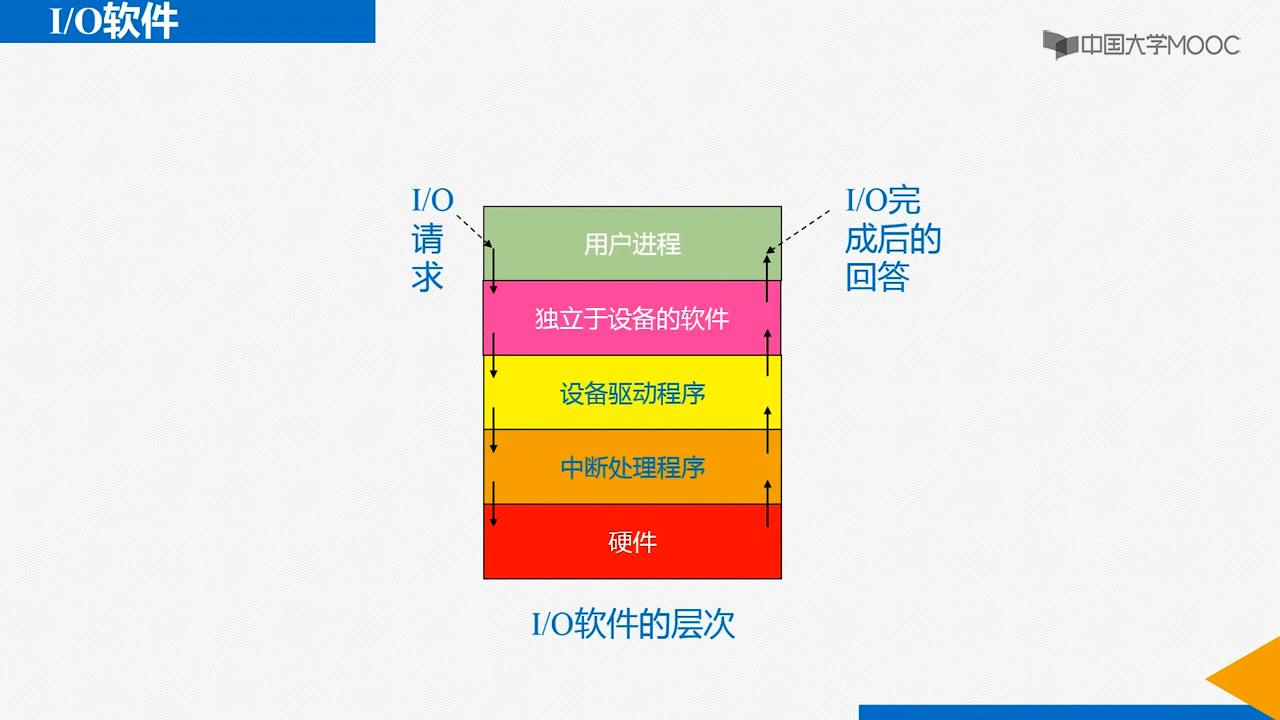 I/O软件
中国大学MOOC
I/O
请
求
I/O完
成后的
回答
用户进程
独立于设备的软件
设备驱动程序
中断处理程序
硬件
I/O软件的层次